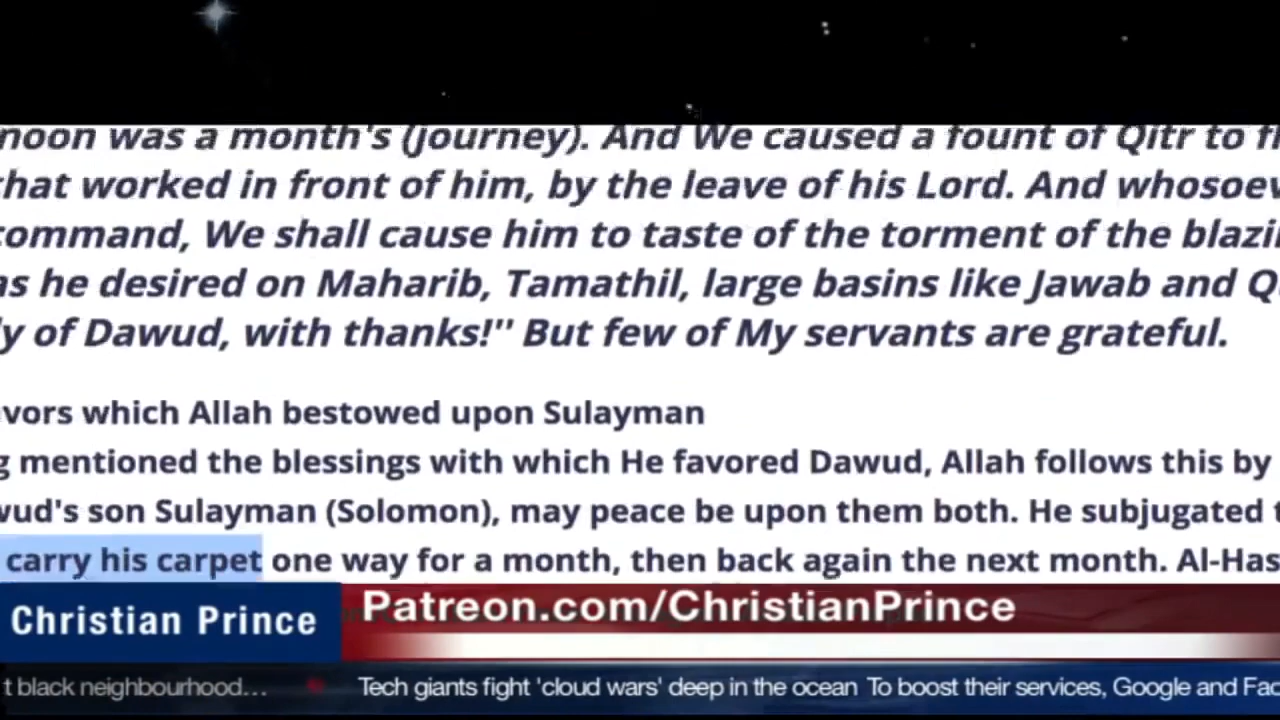 noon was a month's (journey). And We caused a fount of Qitr to
that worked in front of him, by the leave of his Lord. And whosoev
command, We shall cause him to taste of the torment of the blazi
as he desired on Maharib, Tamathil, large basins like Jawab and Q
ly of Dawud, with thanks!" But few of My servants are grateful.
vors which Allah bestowed upon Sulayman
g mentioned the blessings with which He favored Dawud, Allah follows this by
wud's son Sulayman (Solomon), may peace be upon them both. He subjugated t
carry his carpet one way for a month, then back again the next month. Al-Has
Christian Prince
Patreon.com/ChristianPrince
t black neighbourhood... Tech giants fight 'cloud wars' deep in the ocean To boost their services, Google and Fac